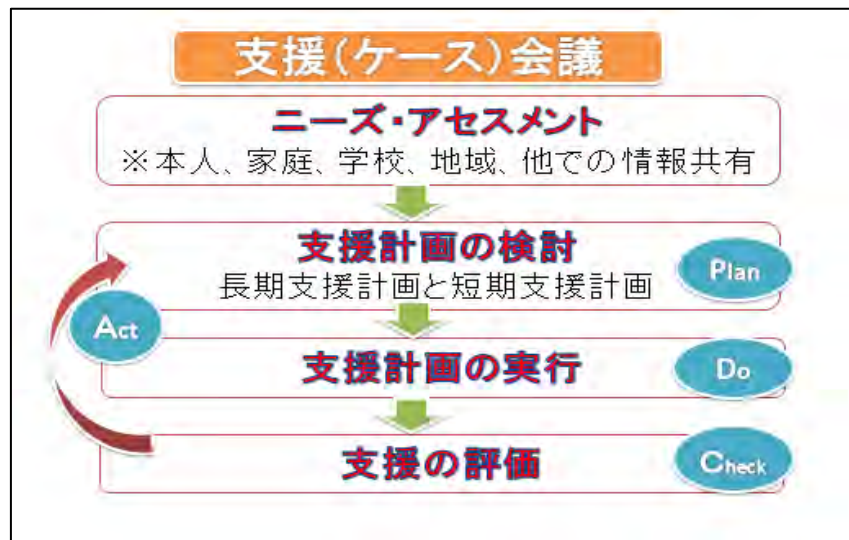 支援(ケース)会議
ニーズ・アセスメント
※本人、家庭、学校、地域、他での情報共有
支援計画の検討
長期支援計画と短期支援計画
Plan
Act
支援計画の実行
Do
支援の評価
Check